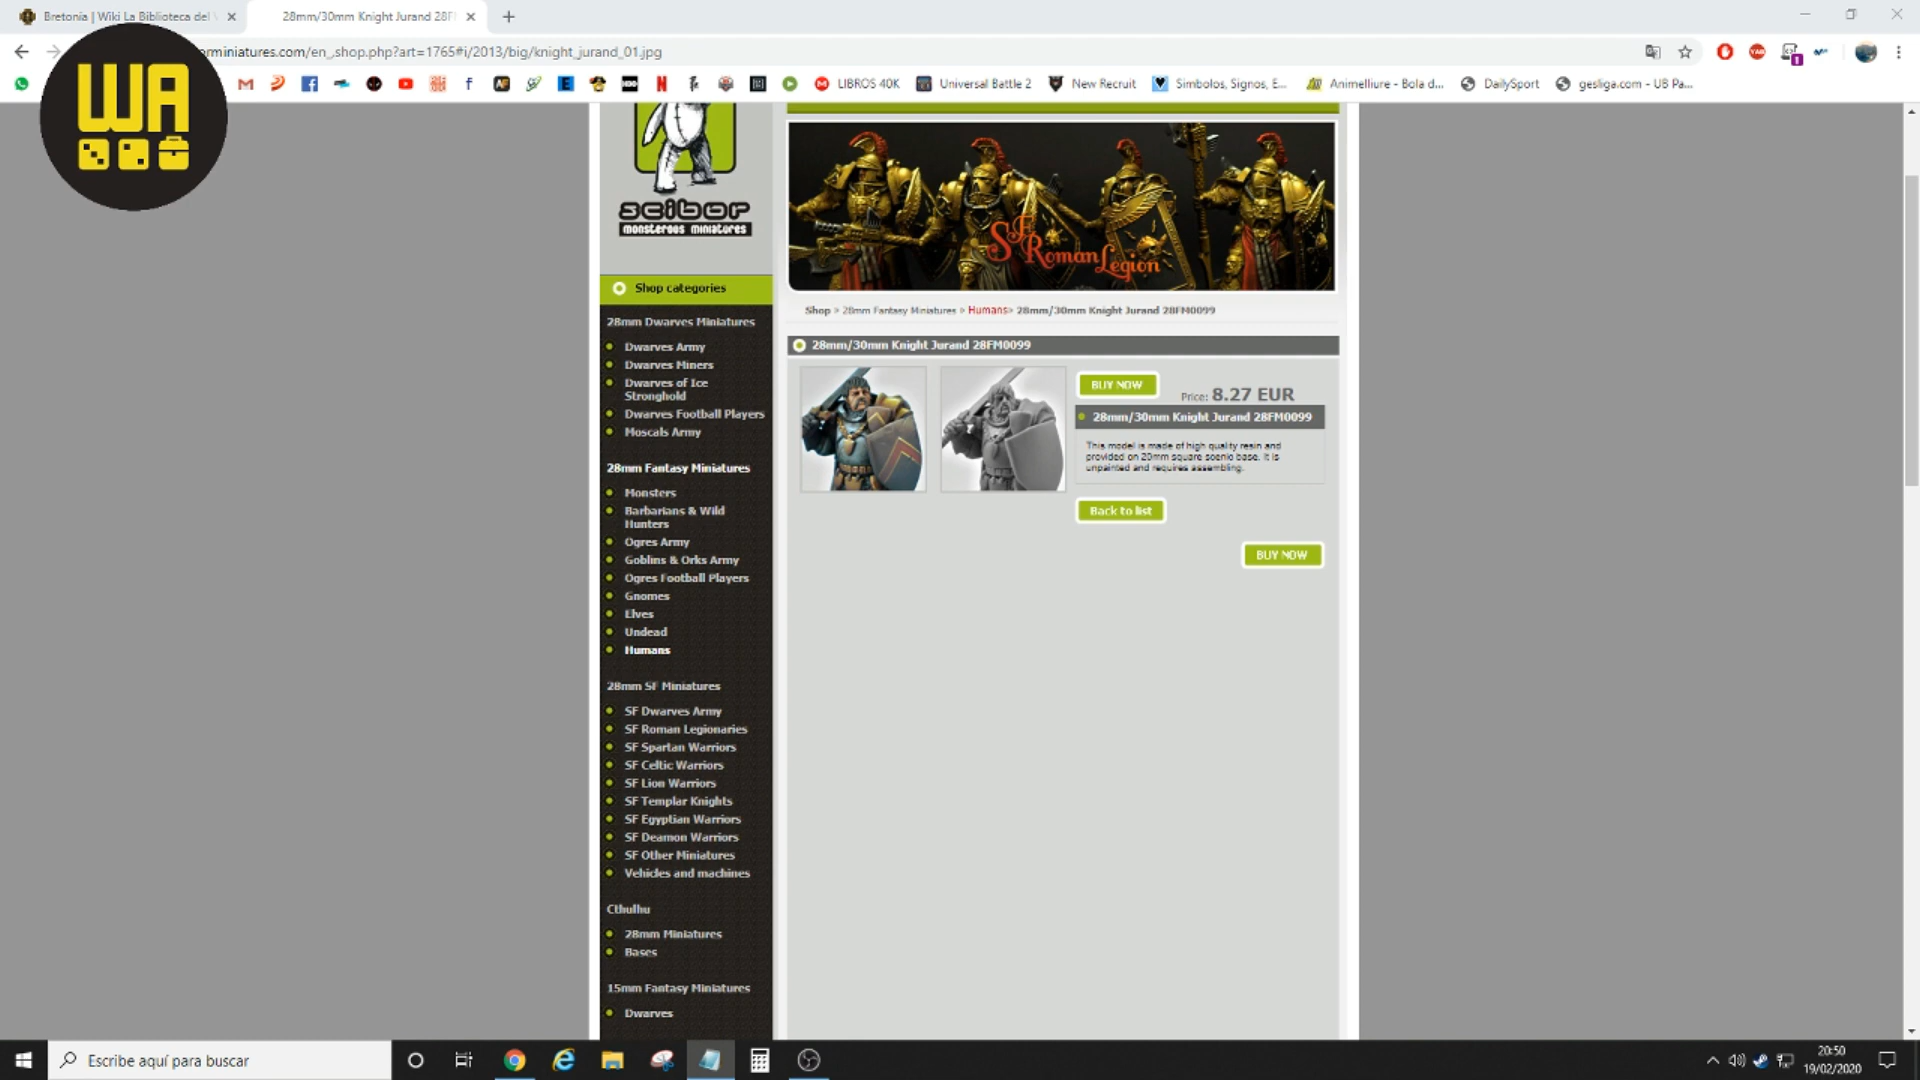 Bretonia | Wiki La Biblioteca del
28mm/30mm Knight Jurand 28F
orminiatures.com/en_shop.php?art=1765#i/2013/big/knight_jurand_01.jpg
LIBROS 40K
Universal Battle 2
New Recruit
Simbolos, Signos, E...
Animelliure - Bola d...
DailySport
gesliga.com - UB Pa...
WA
scibor
monsterous miniatures
SF Roman Legion
Shop categories
28mm Dwarves Miniatures
Dwarves Army
Dwarves Miners
Dwarves of Ice
Stronghold
Dwarves Football Players
Moscals Army
28mm Fantasy Miniatures
Monsters
Barbarians & Wild
Hunters
Ogres Army
Goblins & Orks Army
Ogres Football Players
Gnomes
Elves
Undead
Humans
28mm SF Miniatures
SF Dwarves Army
SF Roman Legionaries
SF Spartan Warriors
SF Celtic Warriors
SF Lion Warriors
SF Templar Knights
SF Egyptian Warriors
SF Deamon Warriors
SF Other Miniatures
Vehicles and machines
Cthulhu
28mm Miniatures
Bases
15mm Fantasy Miniatures
Dwarves
Shop » 28mm Fantasy Miniatures » Humans» 28mm/30mm Knight Jurand 28FM0099
28mm/30mm Knight Jurand 28FM0099
BUY NOW
Price: 8.27 EUR
28mm/30mm Knight Jurand 28FM0099
This model is made of high quality resin and
provided on 20mm square scenic base. It is
unpainted and requires assembling.
Back to list
BUY NOW
Escribe aquí para buscar
20:50
19/02/2020